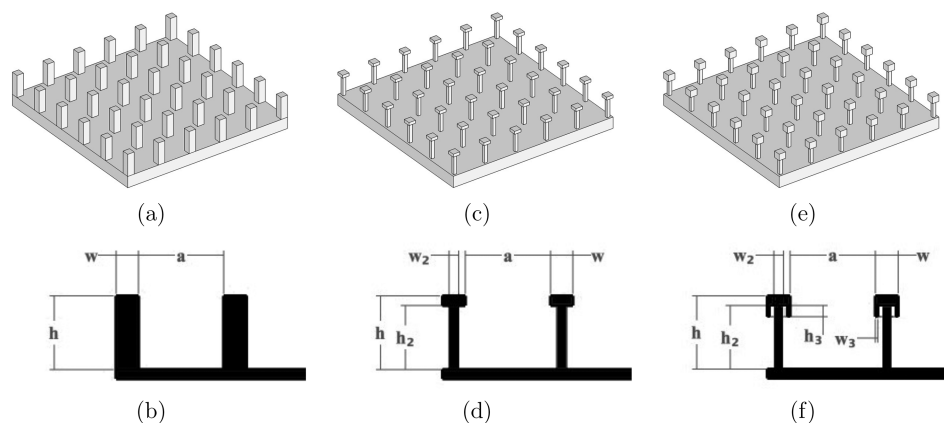 (a) (c) (e)
w a w₂ a w w₂ a w
h h h₂ h h₂ h₃ w₃
(b) (d) (f)